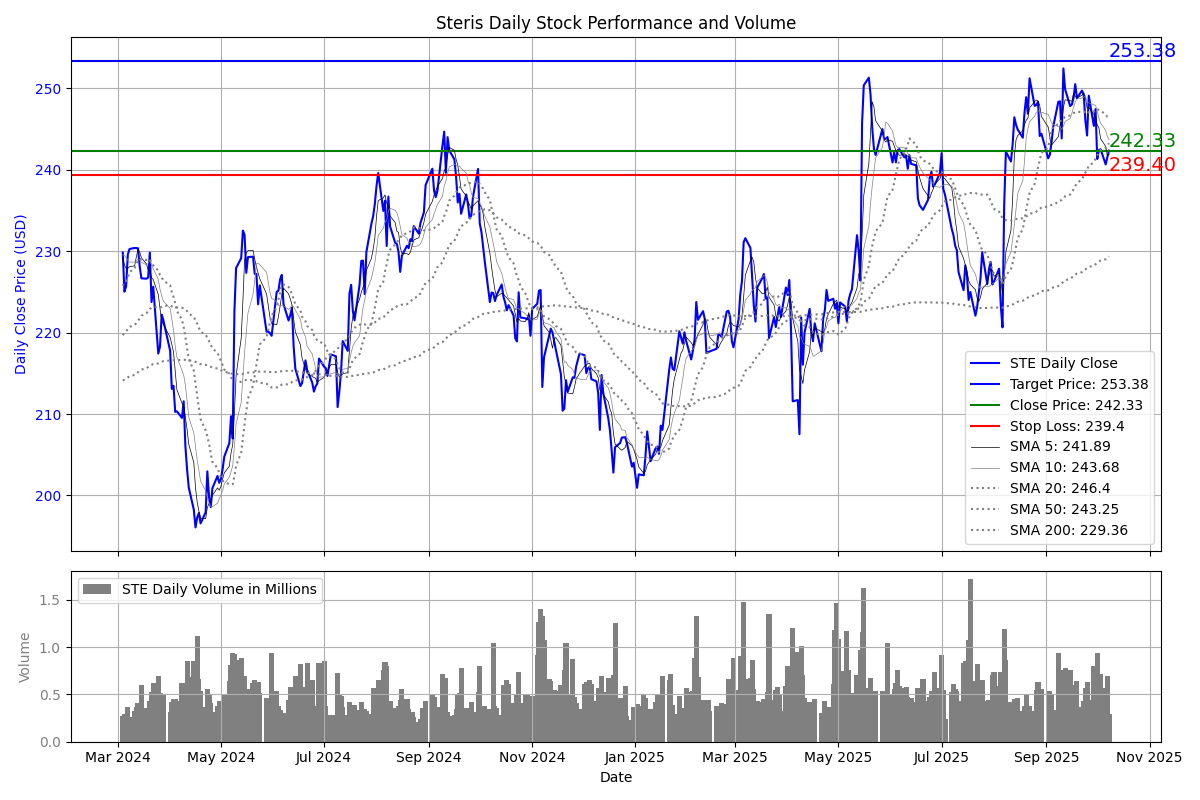 Steris Daily Stock Performance and Volume
253.38
242.33
239.40
250
240
230
220
210
200
Daily Close Price (USD)
STE Daily Close
Target Price: 253.38
Close Price: 242.33
Stop Loss: 239.4
SMA 5: 241.89
SMA 10: 243.68
SMA 20: 246.4
SMA 50: 243.25
SMA 200: 229.36
STE Daily Volume in Millions
1.5
1.0
0.5
0.0
Volume
Mar 2024 May 2024 Jul 2024 Sep 2024 Nov 2024 Jan 2025 Mar 2025 May 2025 Jul 2025 Sep 2025 Nov 2025
Date